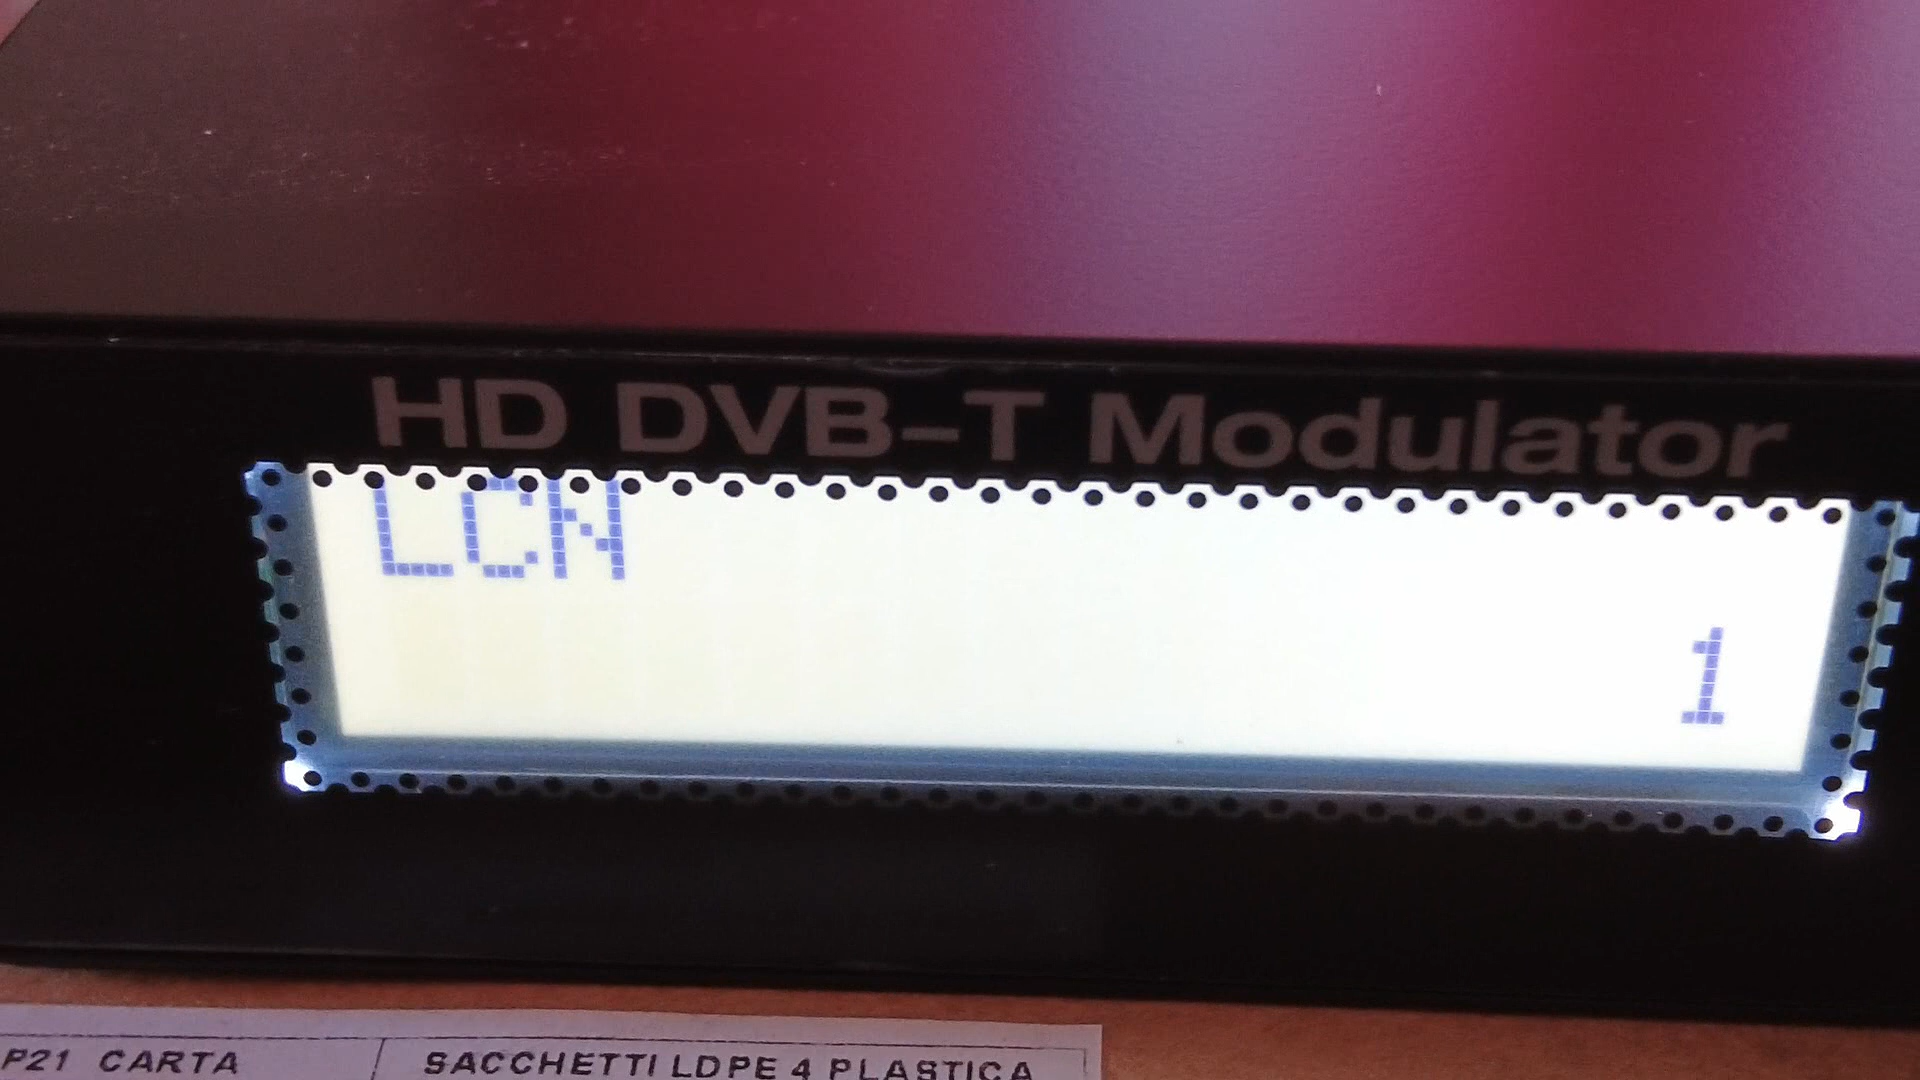 HD DVB-T Modulator
LCN
1
P21 CARTA
SACCHETTI LDPE 4 PLASTICA